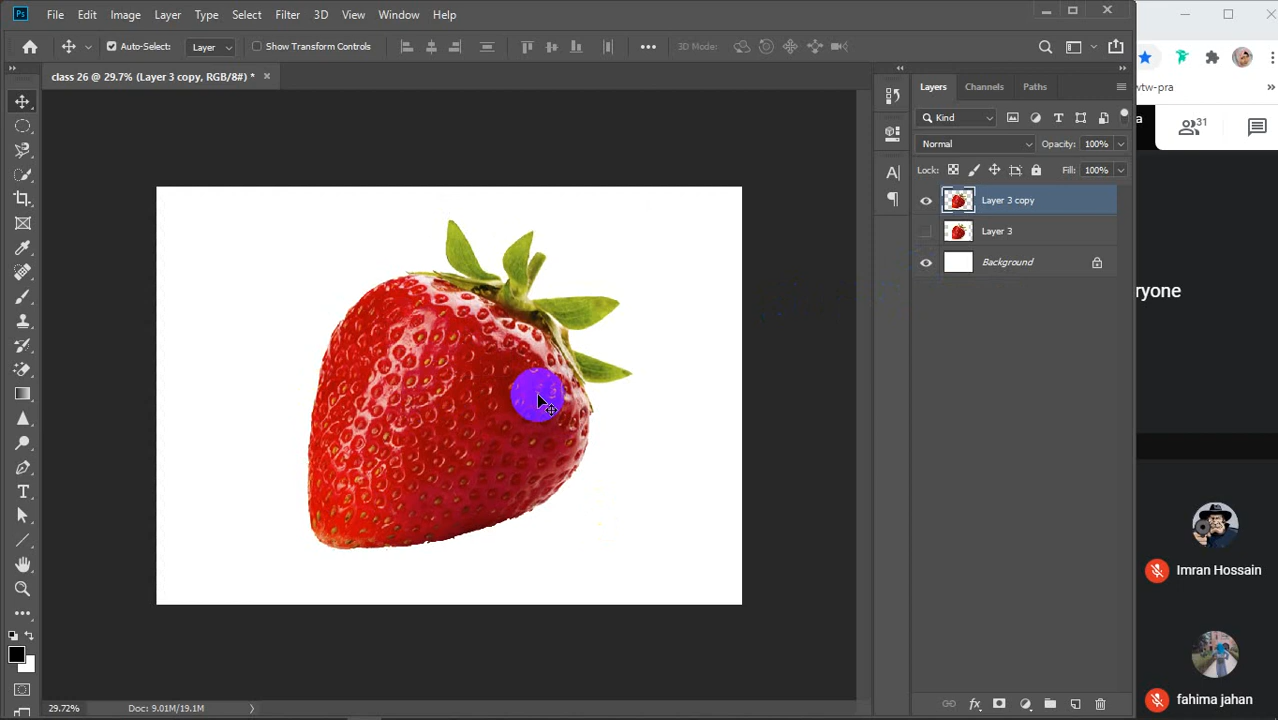 Ps File Edit Image Layer Type Select Filter 3D View Window Help
Auto-Select: Layer Show Transform Controls 3D Mode:
class 26 @ 29.7% (Layer 3 copy, RGB/8#) *
Layers Channels Paths
Kind
Normal Opacity: 100%
Lock: Fill: 100%
Layer 3 copy
Layer 3
Background
29.72% Doc: 9.01M/19.1M
wtw-pra
a
31
ryone
Imran Hossain
fahima jahan